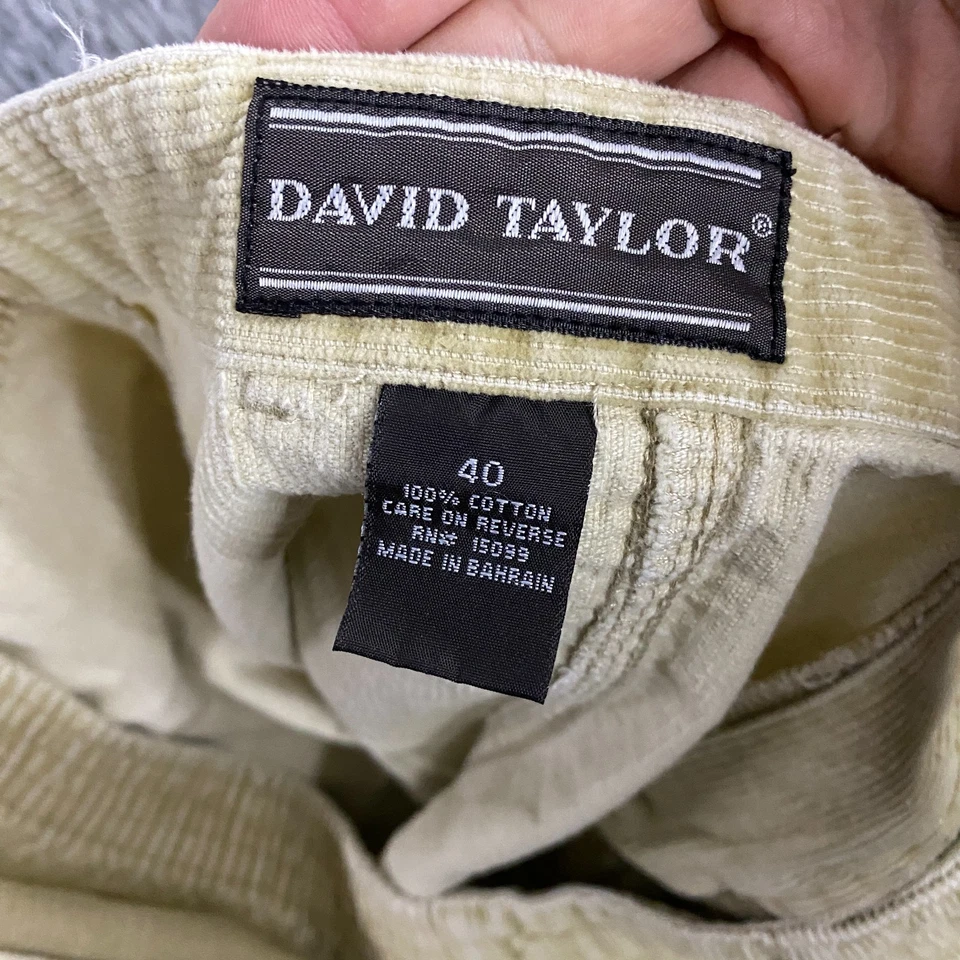 DAVID TAYLOR®
40
100% COTTON
CARE ON REVERSE
RN# 15099
MADE IN BAHRAIN